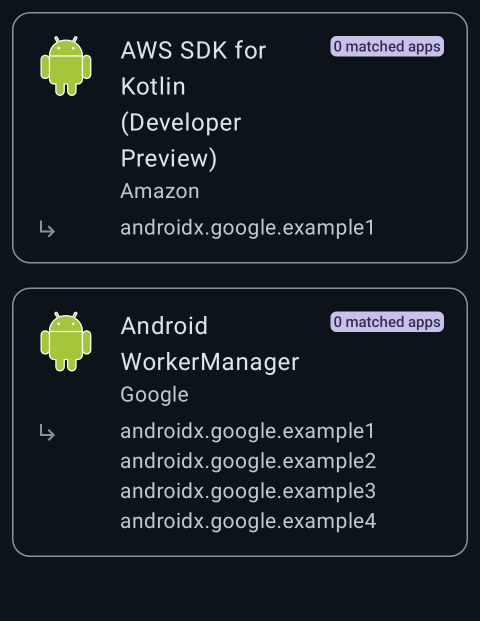 AWS SDK for
Kotlin
(Developer
Preview)
0 matched apps
Amazon
androidx.google.example1
Android
WorkerManager
0 matched apps
Google
androidx.google.example1
androidx.google.example2
androidx.google.example3
androidx.google.example4